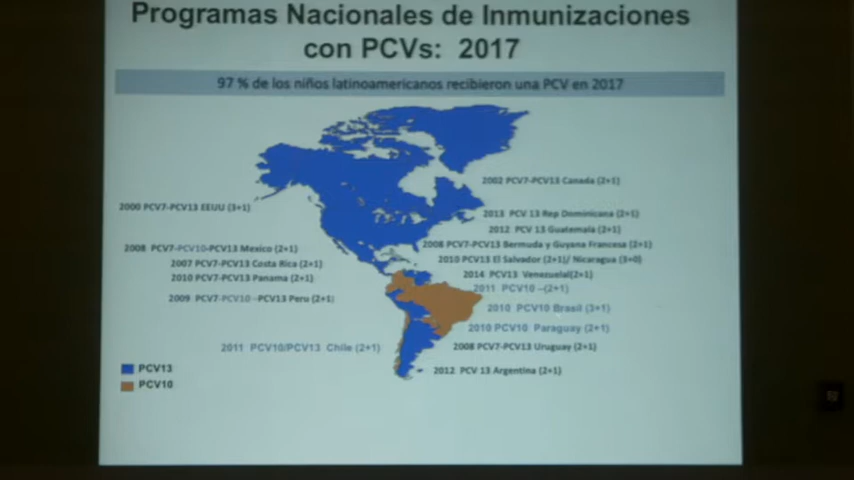 Programas Nacionales de Inmunizaciones
con PCVs: 2017
97 % de los niños latinoamericanos recibieron una PCV en 2017
2002 PCV7-PCV13 Canada (2+1)
2000 PCV7-PCV13 EEUU (3+1)
2013 PCV 13 Rep Dominicana (2+1)
2012 PCV 13 Guatemala (2+1)
2008 PCV7-PCV10-PCV13 Mexico (2+1)
2008 PCV7-PCV13 Bermuda y Guyana Francesa (2+1)
2007 PCV7-PCV13 Costa Rica (2+1)
2010 PCV13 El Salvador (2+1)/ Nicaragua (3+0)
2010 PCV7-PCV13 Panama (2+1)
2014 PCV13 Venezuelal(2+1)
2011 PCV10 –(2+1)
2009 PCV7-PCV10 –PCV13 Peru (2+1)
2010 PCV10 Brasil (3+1)
2010 PCV10 Paraguay (2+1)
2011 PCV10/PCV13 Chile (2+1)
2008 PCV7-PCV13 Uruguay (2+1)
PCV13
2012 PCV 13 Argentina (2+1)
PCV10